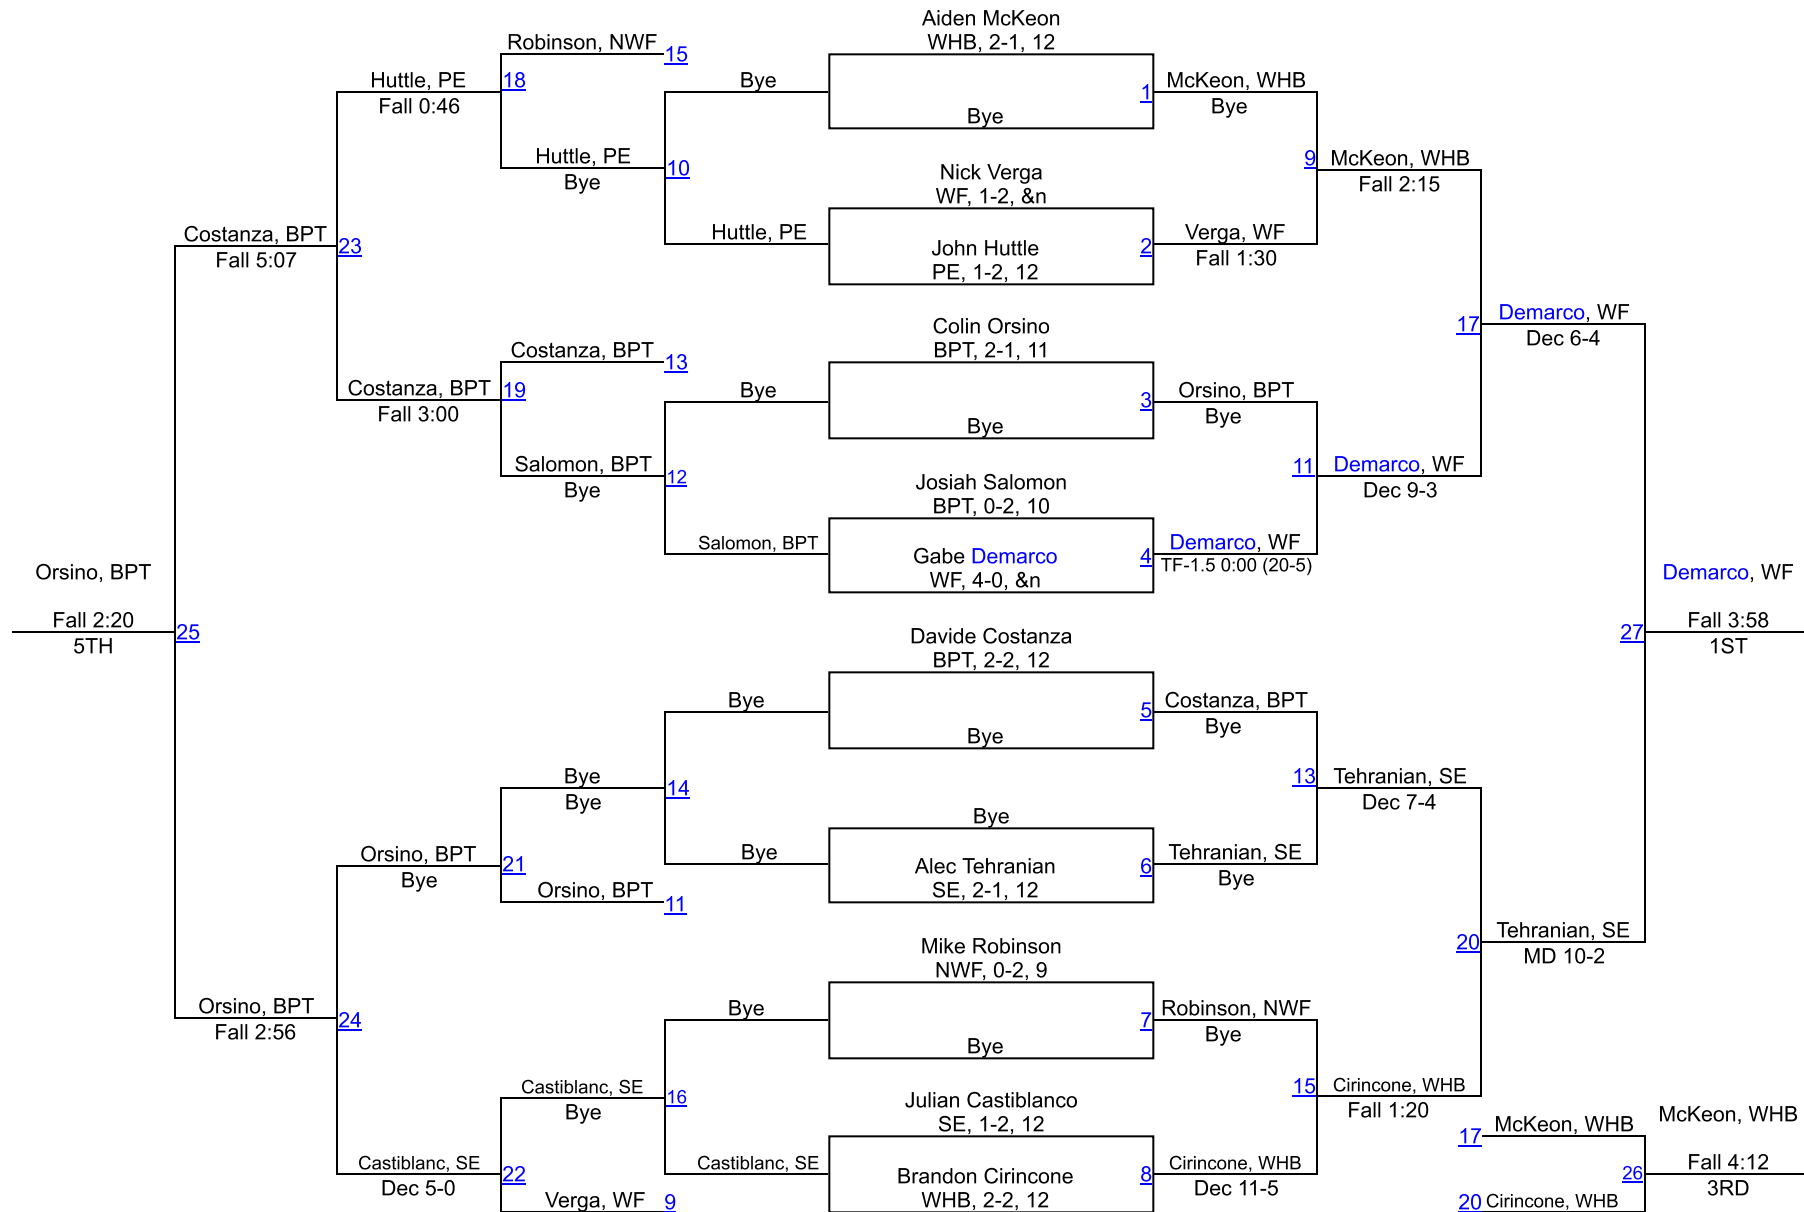 Aiden McKeon
WHB, 2-1, 12
Robinson, NWF
15
Huttle, PE
18
Bye
1
McKeon, WHB
Fall 0:46
Bye
Bye
Huttle, PE
10
9
McKeon, WHB
Bye
Nick Verga
Fall 2:15
WF, 1-2, &n
Costanza, BPT
23
Huttle, PE
John Huttle
2
Verga, WF
Fall 5:07
PE, 1-2, 12
Fall 1:30
Colin Orsino
17
Demarco, WF
BPT, 2-1, 11
Dec 6-4
Costanza, BPT
13
Costanza, BPT
19
Bye
3
Orsino, BPT
Fall 3:00
Bye
Bye
Salomon, BPT
12
11
Demarco, WF
Bye
Josiah Salomon
Dec 9-3
BPT, 0-2, 10
Salomon, BPT
Gabe Demarco
4
Demarco, WF
WF, 4-0, &n
TF-1.5 0:00 (20-5)
Orsino, BPT
Demarco, WF
Fall 2:20
25
27
Fall 3:58
5TH
1ST
Davide Costanza
BPT, 2-2, 12
Bye
5
Costanza, BPT
Bye
Bye
Bye
14
13
Tehranian, SE
Bye
Bye
Dec 7-4
Orsino, BPT
21
Bye
Alec Tehranian
6
Tehranian, SE
Bye
SE, 2-1, 12
Bye
Orsino, BPT
11
Mike Robinson
20
Tehranian, SE
NWF, 0-2, 9
MD 10-2
Orsino, BPT
24
Bye
7
Robinson, NWF
Fall 2:56
Bye
Bye
Castiblanc, SE
16
15
Cirincone, WHB
Bye
Julian Castiblanco
Fall 1:20
SE, 1-2, 12
17
McKeon, WHB
McKeon, WHB
Castiblanc, SE
22
Castiblanc, SE
Brandon Cirincone
8
Cirincone, WHB
26
Fall 4:12
Dec 5-0
WHB, 2-2, 12
Dec 11-5
3RD
Verga, WF
9
20
Cirincone, WHB